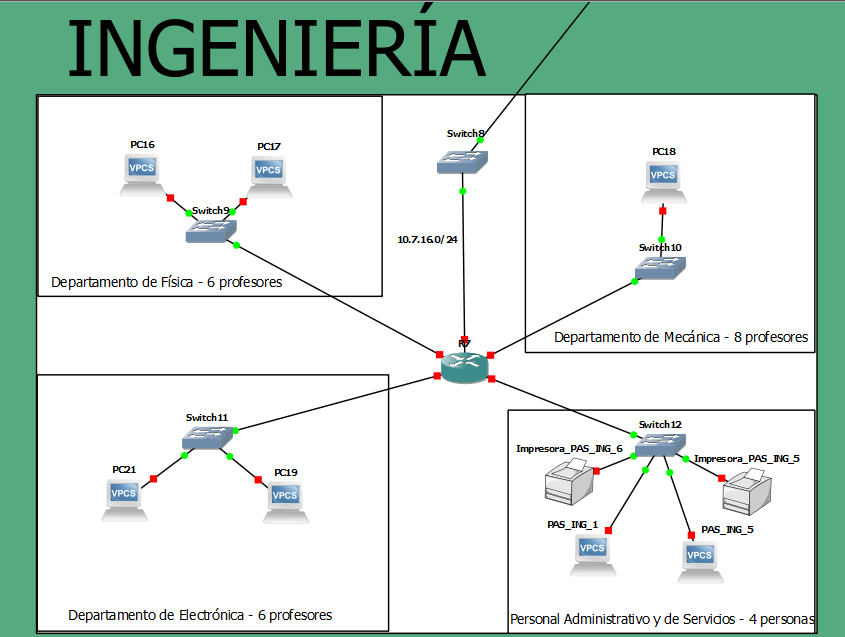 INGENIERÍA
PC16
PC17
VPCS
VPCS
Switch9
Departamento de Física - 6 profesores
Switch8
10.7.16.0/24
PC18
VPCS
Switch10
Departamento de Mecánica - 8 profesores
R7
Switch11
PC21
PC19
VPCS
VPCS
Departamento de Electrónica - 6 profesores
Switch12
Impresora_PAS_ING_6
Impresora_PAS_ING_5
PAS_ING_1
PAS_ING_5
VPCS
VPCS
Personal Administrativo y de Servicios - 4 personas